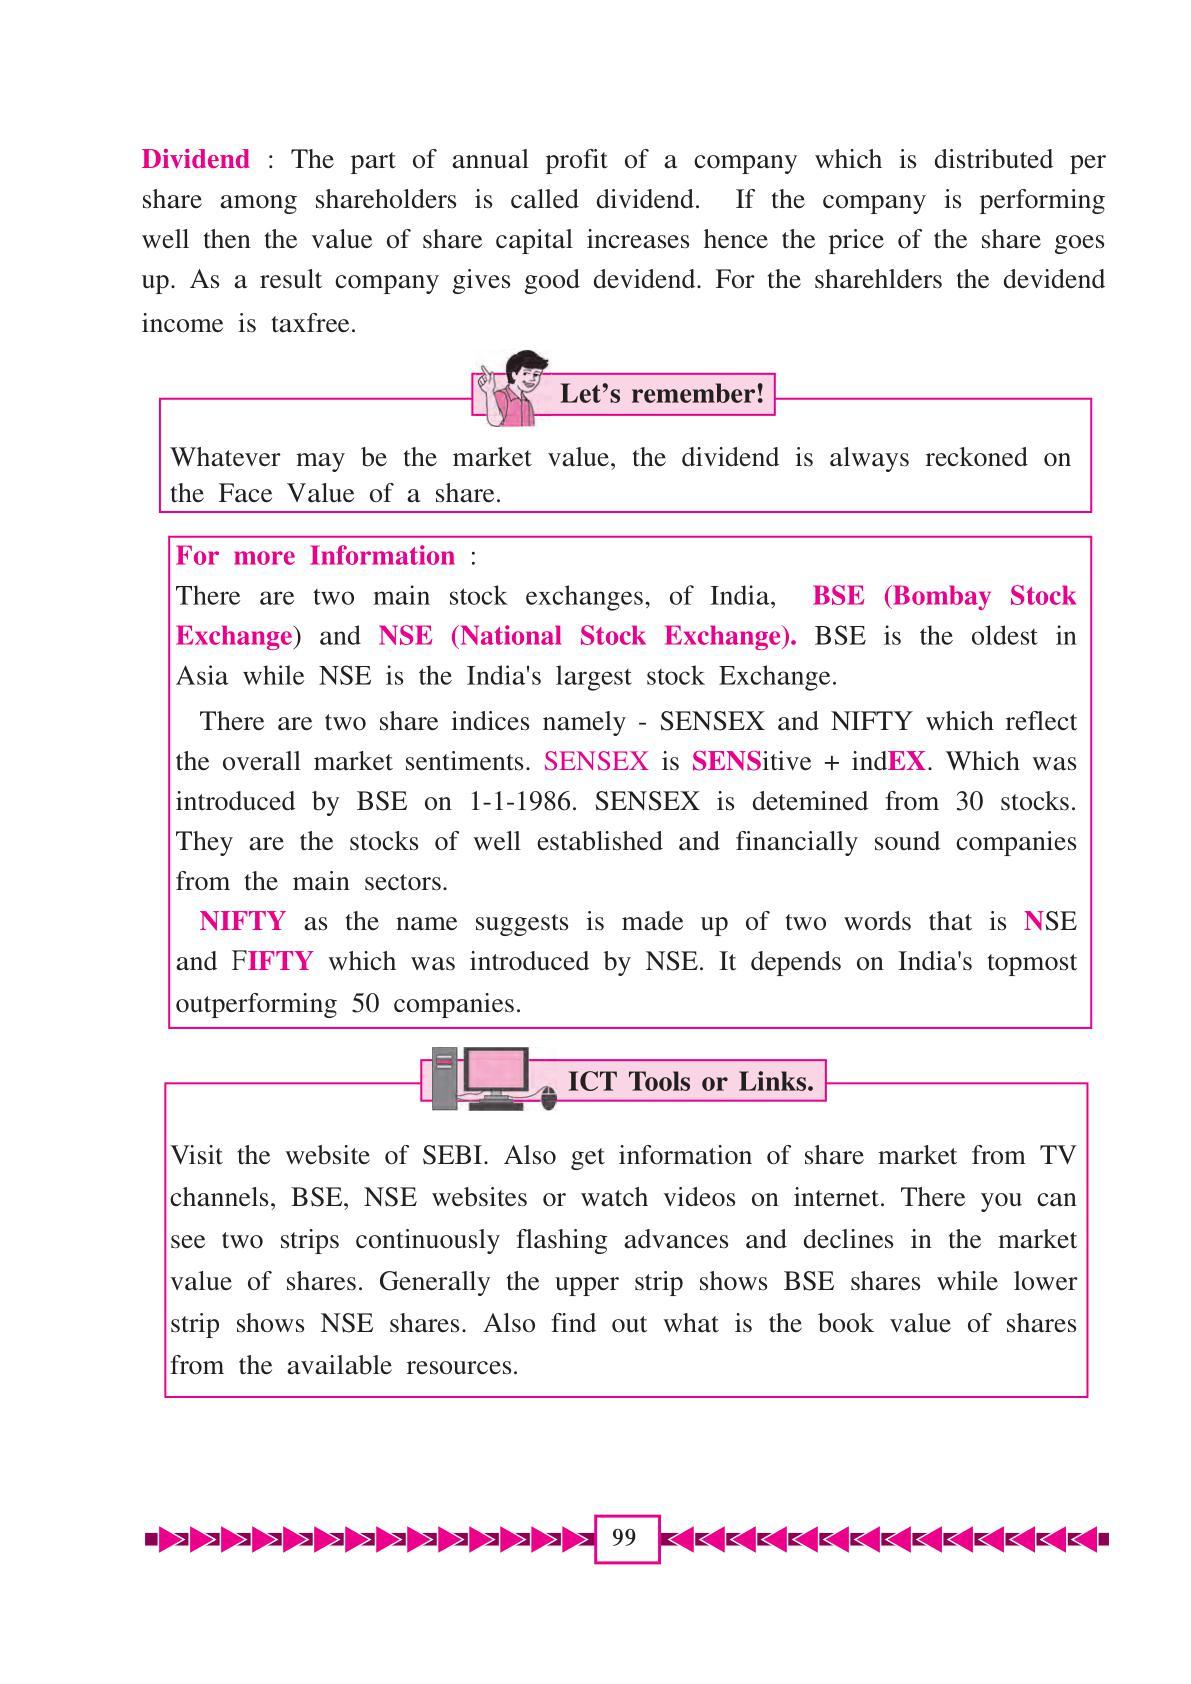 Dividend : The part of annual profit of a company which is distributed per
share among shareholders is called dividend. If the company is performing
well then the value of share capital increases hence the price of the share goes
up. As a result company gives good devidend. For the sharehlders the devidend
income is taxfree.
Let’s remember!
Whatever may be the market value, the dividend is always reckoned on
the Face Value of a share.
For more Information :
There are two main stock exchanges, of India, BSE (Bombay Stock
Exchange) and NSE (National Stock Exchange). BSE is the oldest in
Asia while NSE is the India's largest stock Exchange.
There are two share indices namely - SENSEX and NIFTY which reflect
the overall market sentiments. SENSEX is SENSitive + indEX. Which was
introduced by BSE on 1-1-1986. SENSEX is detemined from 30 stocks.
They are the stocks of well established and financially sound companies
from the main sectors.
NIFTY as the name suggests is made up of two words that is NSE
and FIFTY which was introduced by NSE. It depends on India's topmost
outperforming 50 companies.
ICT Tools or Links.
Visit the website of SEBI. Also get information of share market from TV
channels, BSE, NSE websites or watch videos on internet. There you can
see two strips continuously flashing advances and declines in the market
value of shares. Generally the upper strip shows BSE shares while lower
strip shows NSE shares. Also find out what is the book value of shares
from the available resources.
99